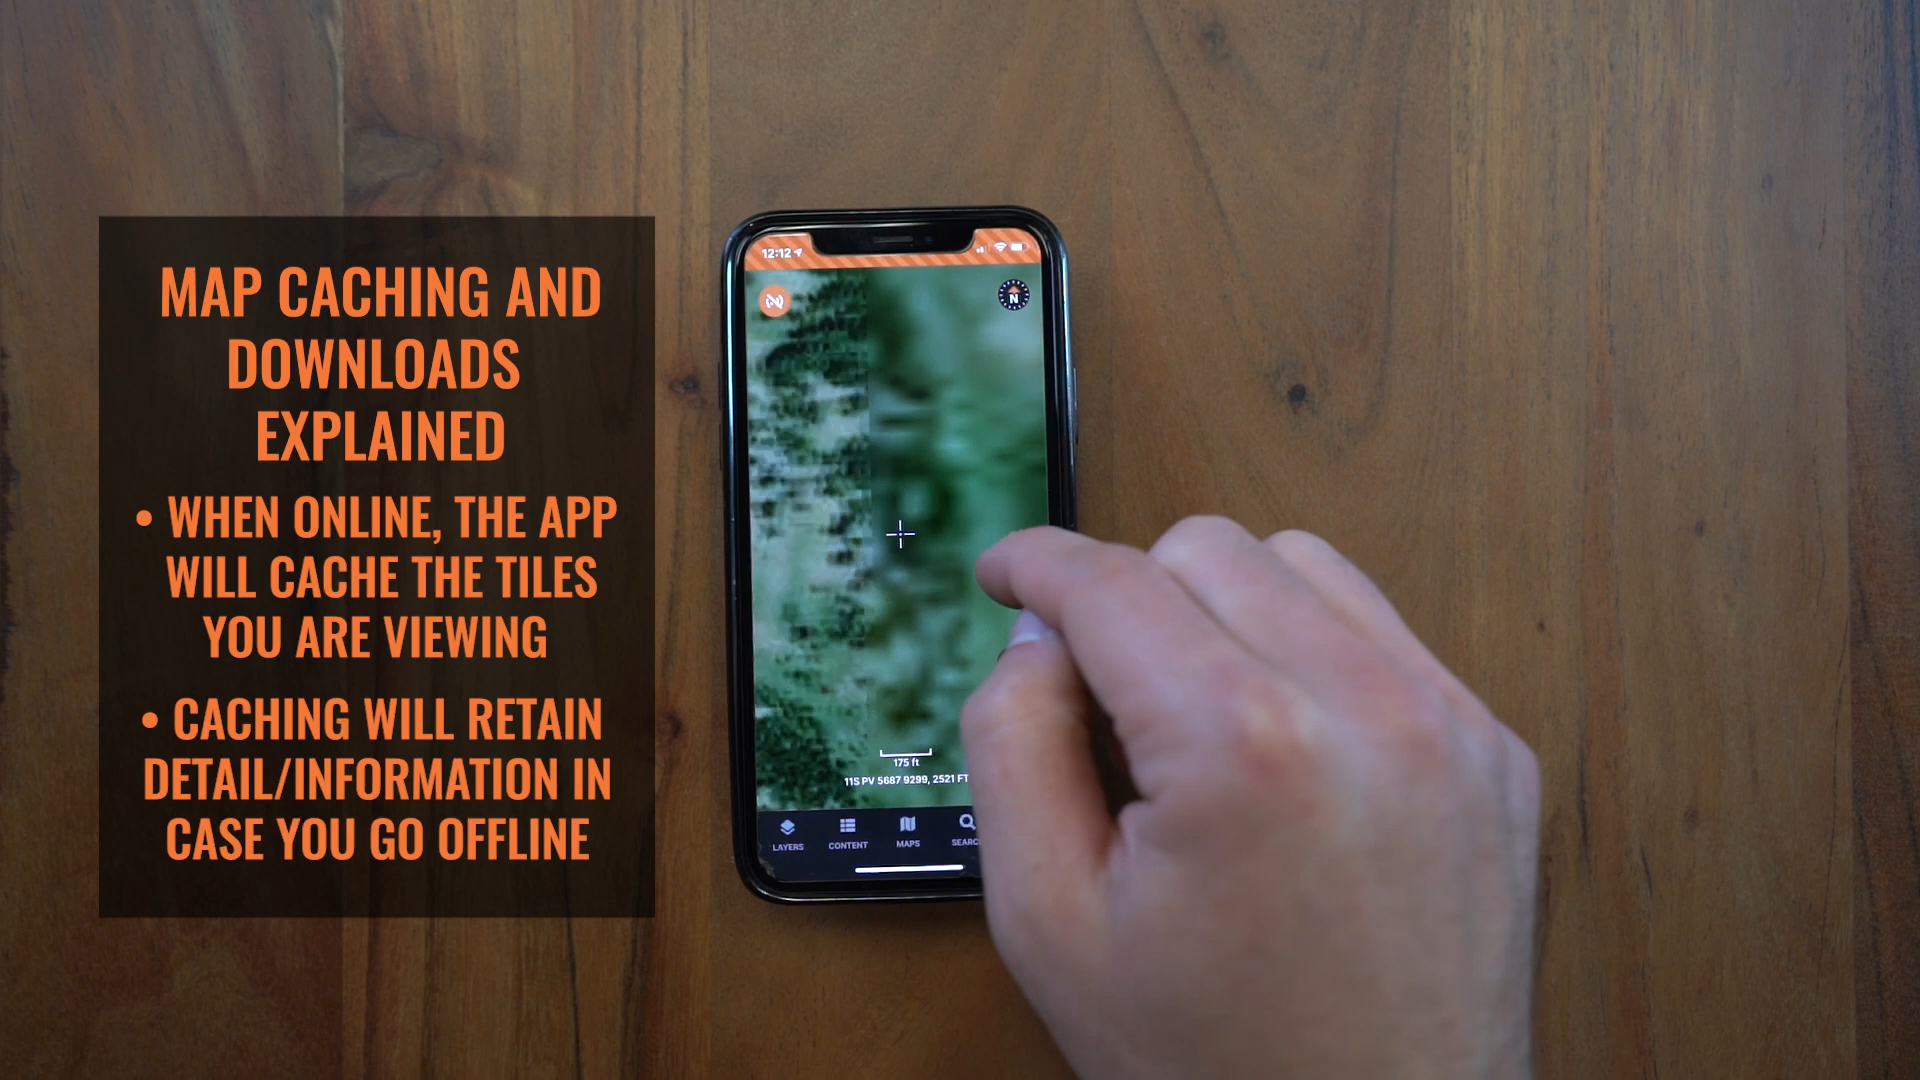 MAP CACHING AND
DOWNLOADS
EXPLAINED
• WHEN ONLINE, THE APP
WILL CACHE THE TILES
YOU ARE VIEWING
• CACHING WILL RETAIN
DETAIL/INFORMATION IN
CASE YOU GO OFFLINE
12:12
N
175 ft
11S PV 5687 9299, 2521 FT
LAYERS
CONTENT
MAPS